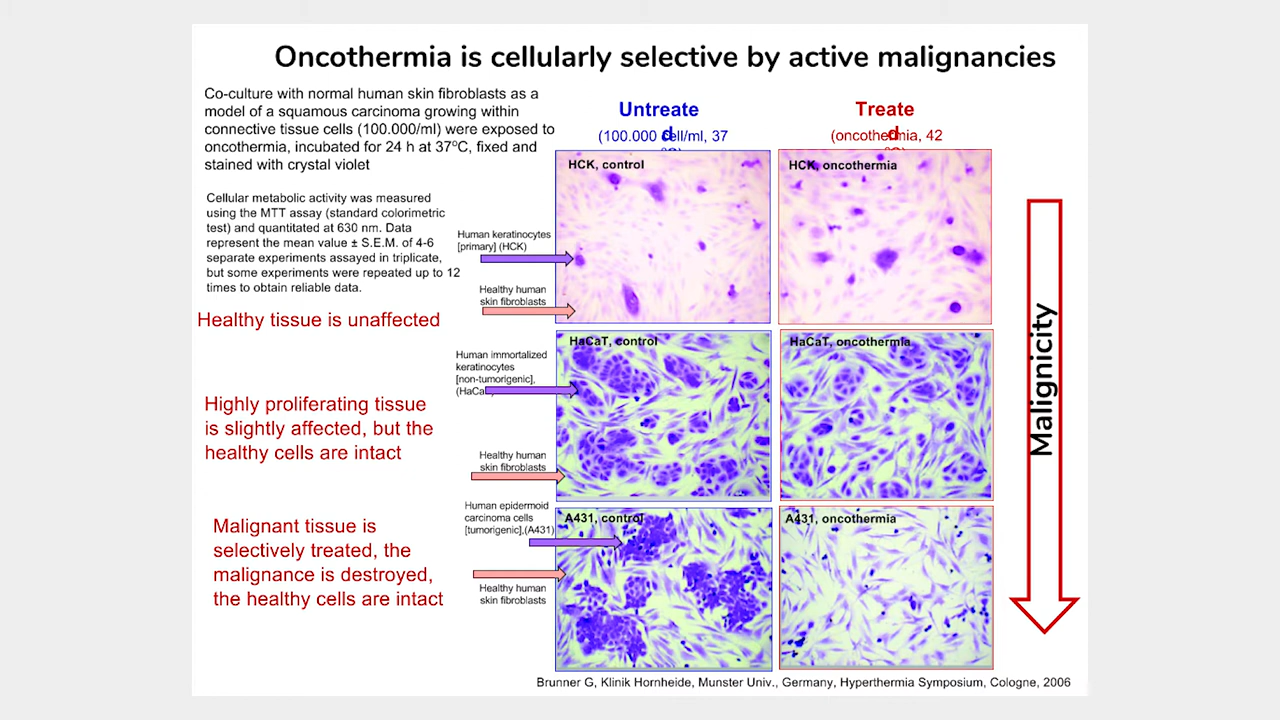 Oncothermia is cellularly selective by active malignancies
Co-culture with normal human skin fibroblasts as a
model of a squamous carcinoma growing within
connective tissue cells (100.000/ml) were exposed to
oncothermia, incubated for 24 h at 37ºC, fixed and
stained with crystal violet
Cellular metabolic activity was measured
using the MTT assay (standard colorimetric
test) and quantitated at 630 nm. Data
represent the mean value ± S.E.M. of 4-6
separate experiments assayed in triplicate,
but some experiments were repeated up to 12
times to obtain reliable data.
Healthy tissue is unaffected
Highly proliferating tissue
is slightly affected, but the
healthy cells are intact
Malignant tissue is
selectively treated, the
malignance is destroyed,
the healthy cells are intact
Untreate
d
(100.000 cell/ml, 37
Treate
d
(oncothermia, 42
HCK, control
HCK, oncothermia
Human keratinocytes
[primary] (HCK)
Healthy human
skin fibroblasts
HaCaT, control
HaCaT, oncothermia
Human immortalized
keratinocytes
[non-tumorigenic],
(HaCa
Healthy human
skin fibroblasts
A431, control
A431, oncothermia
Human epidermoid
carcinoma cells
[tumorigenic],(A431)
Healthy human
skin fibroblasts
Malignicity
Brunner G, Klinik Hornheide, Munster Univ., Germany, Hyperthermia Symposium, Cologne, 2006